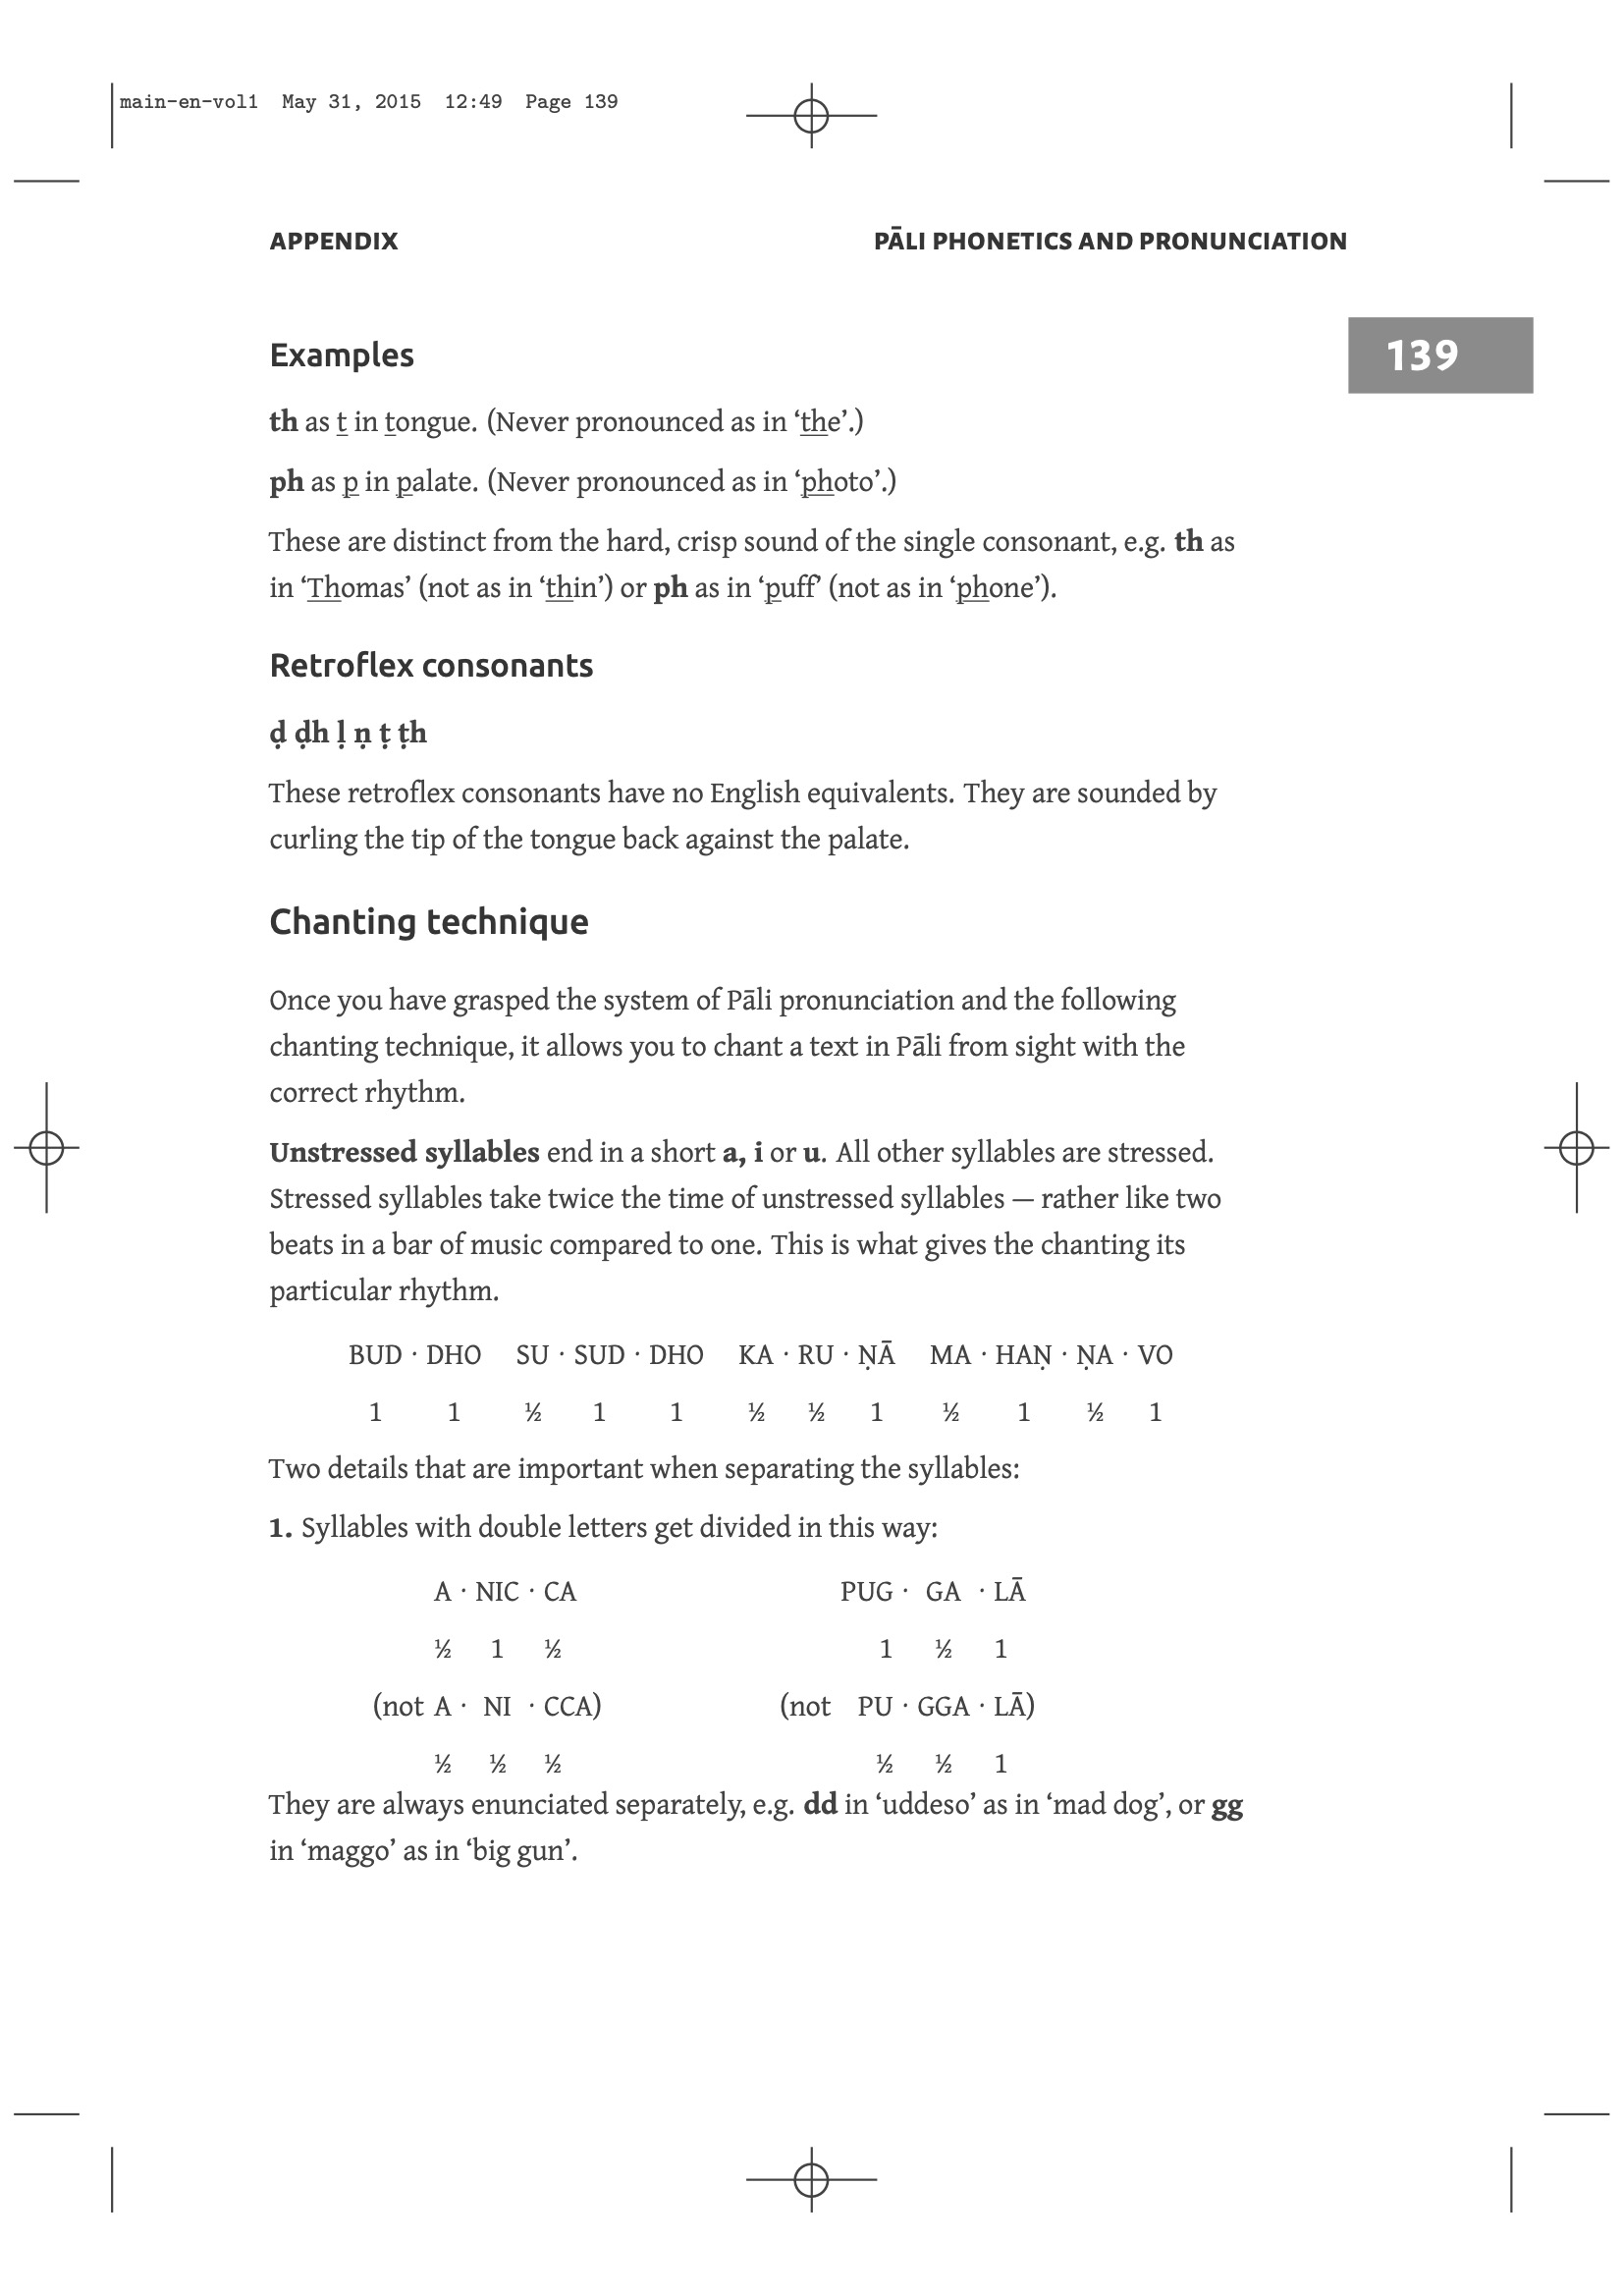 main-en-vol1 May 31, 2015 12:49 Page 139
APPENDIX PĀLI PHONETICS AND PRONUNCIATION
139
Examples
th as t in tongue. (Never pronounced as in ‘the’.)
ph as p in palate. (Never pronounced as in ‘photo’.)
These are distinct from the hard, crisp sound of the single consonant, e.g. th as
in ‘Thomas’ (not as in ‘thin’) or ph as in ‘puff’ (not as in ‘phone’).
Retroflex consonants
ḍ ḍh ḷ ṇ ṭ ṭh
These retroflex consonants have no English equivalents. They are sounded by
curling the tip of the tongue back against the palate.
Chanting technique
Once you have grasped the system of Pāli pronunciation and the following
chanting technique, it allows you to chant a text in Pāli from sight with the
correct rhythm.
Unstressed syllables end in a short a, i or u. All other syllables are stressed.
Stressed syllables take twice the time of unstressed syllables — rather like two
beats in a bar of music compared to one. This is what gives the chanting its
particular rhythm.
BUD · DHO SU · SUD · DHO KA · RU · ṆĀ MA · HAṆ · ṆA · VO
1 1 ½ 1 1 ½ ½ 1 ½ 1 ½ 1
Two details that are important when separating the syllables:
1. Syllables with double letters get divided in this way:
A · NIC · CA PUG · GA · LĀ
½ 1 ½ 1 ½ 1
(not A · NI · CCA) (not PU · GGA · LĀ)
½ ½ ½ ½ ½ 1
They are always enunciated separately, e.g. dd in ‘uddeso’ as in ‘mad dog’, or gg
in ‘maggo’ as in ‘big gun’.